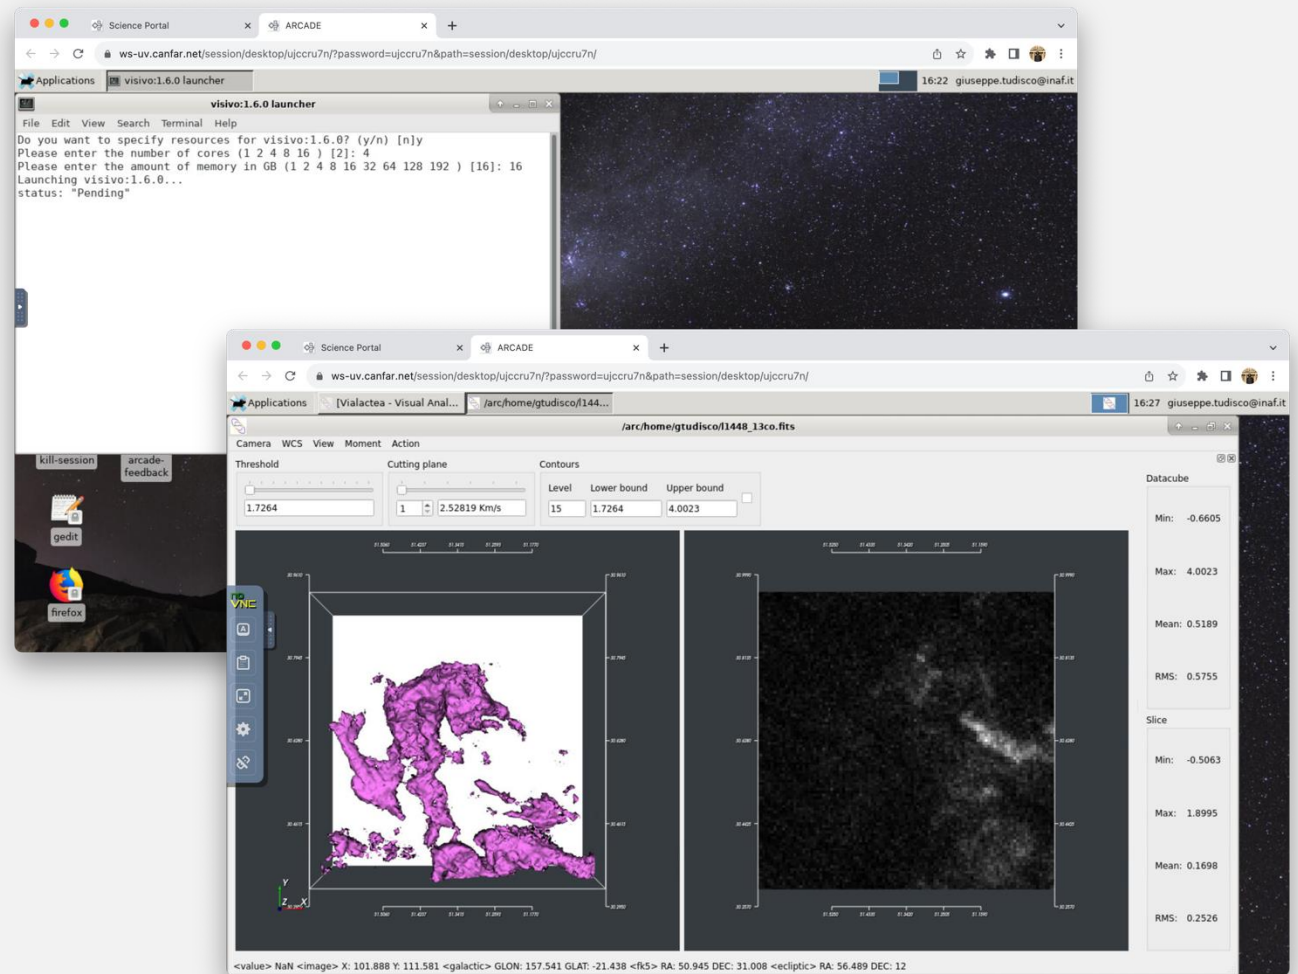 Science Portal
ARCADE
ws-uv.canfar.net/session/desktop/ujccru7n/?password=ujccru7n&path=session/desktop/ujccru7n/
Applications
visivo:1.6.0 launcher
16:22 giuseppe.tudisco@inaf.it
visivo:1.6.0 launcher
File Edit View Search Terminal Help
Do you want to specify resources for visivo:1.6.0? (y/n) [n]y
Please enter the number of cores (1 2 4 8 16 ) [2]: 4
Please enter the amount of memory in GB (1 2 4 8 16 32 64 128 192 ) [16]: 16
Launching visivo:1.6.0...
status: "Pending"
kill-session
arcade-
feedback
gedit
firefox
Science Portal
ARCADE
ws-uv.canfar.net/session/desktop/ujccru7n/?password=ujccru7n&path=session/desktop/ujccru7n/
Applications
[Vialactea - Visual Anal...
/arc/home/gtudisco/l144...
16:27 giuseppe.tudisco@inaf.it
/arc/home/gtudisco/l1448_13co.fits
Camera WCS View Moment Action
Threshold
1.7264
Cutting plane
1
2.52819 Km/s
Contours
Level Lower bound Upper bound
15 1.7264 4.0023
Datacube
Min: -0.6605
Max: 4.0023
Mean: 0.5189
RMS: 0.5755
Slice
Min: -0.5063
Max: 1.8995
Mean: 0.1698
RMS: 0.2526
no
VNC
A
Y
Z X
<value> NaN <image> X: 101.888 Y: 111.581 <galactic> GLON: 157.541 GLAT: -21.438 <fk5> RA: 50.945 DEC: 31.008 <ecliptic> RA: 56.489 DEC: 12